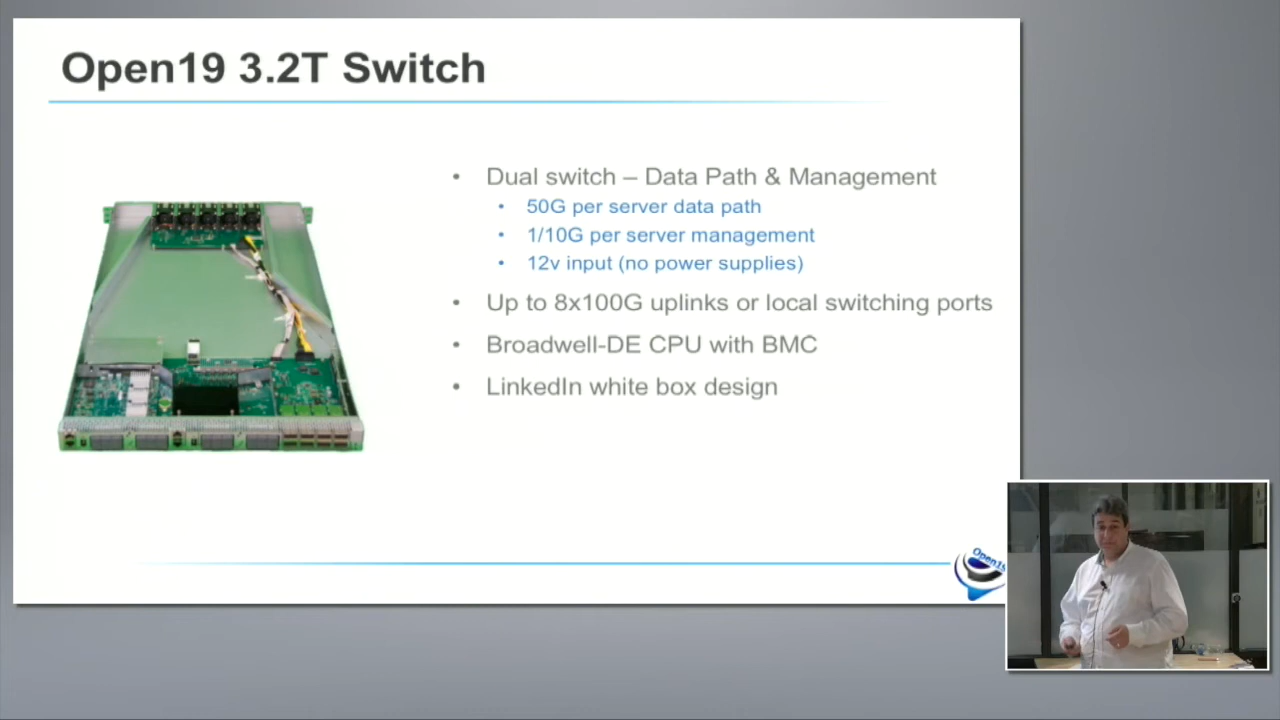 Open19 3.2T Switch
• Dual switch – Data Path & Management
• 50G per server data path
• 1/10G per server management
• 12v input (no power supplies)
• Up to 8x100G uplinks or local switching ports
• Broadwell-DE CPU with BMC
• LinkedIn white box design
Open19